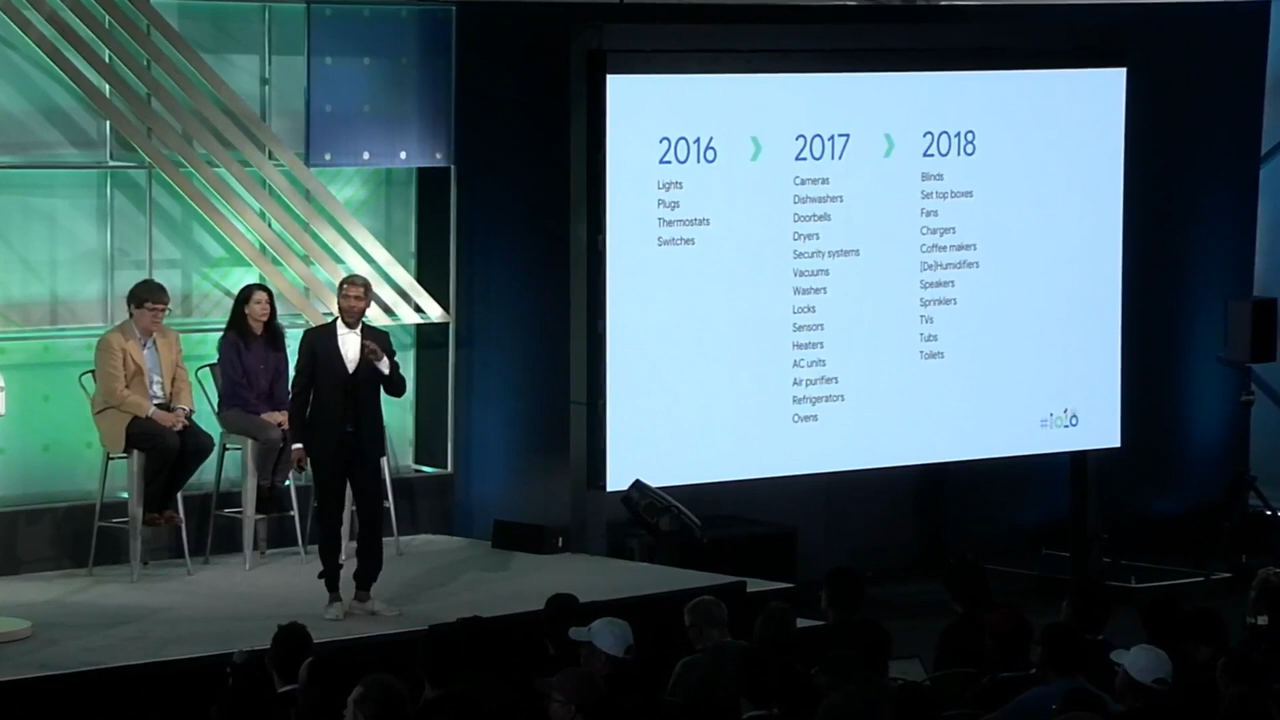 2016 2017 2018
Lights
Plugs
Thermostats
Switches
Cameras
Dishwashers
Doorbells
Dryers
Security systems
Vacuums
Washers
Locks
Sensors
Heaters
AC units
Air purifiers
Refrigerators
Ovens
Blinds
Set top boxes
Fans
Chargers
Coffee makers
[De]Humidifiers
Speakers
Sprinklers
TVs
Tubs
Toilets
#io18